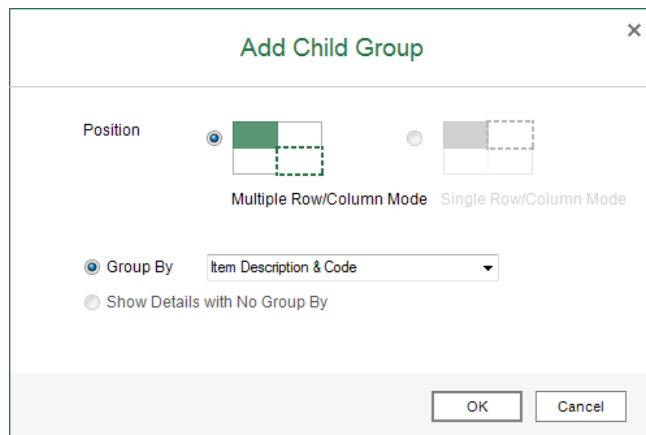 Add Child Group
Position
Multiple Row/Column Mode Single Row/Column Mode
Group By Item Description & Code
Show Details with No Group By
OK Cancel